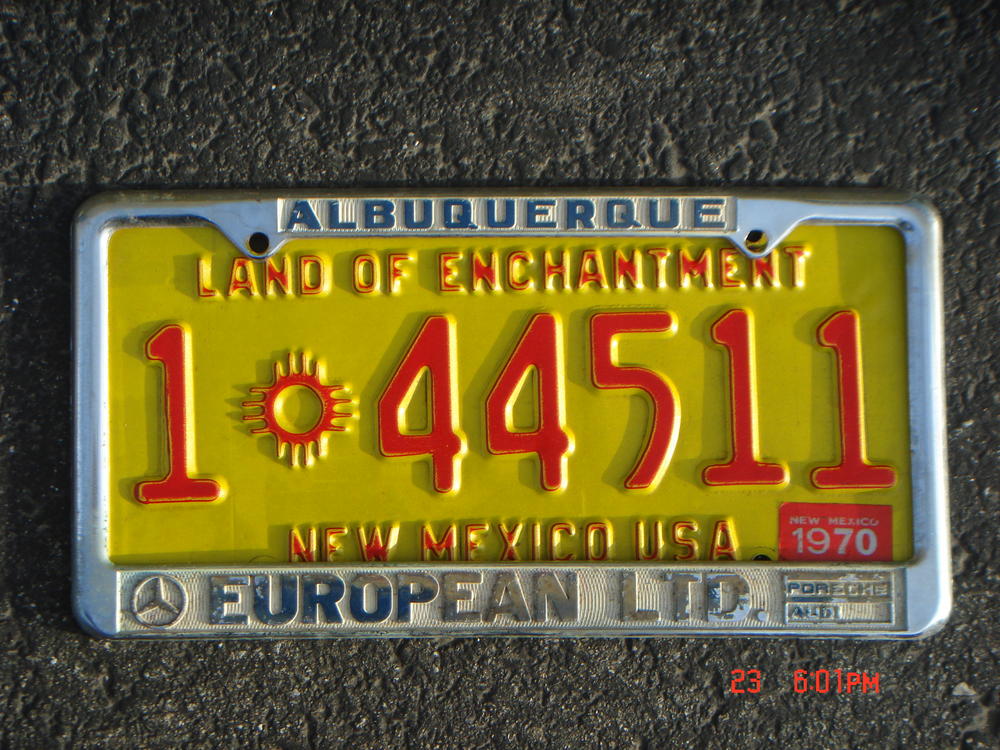 ALBUQUERQUE
LAND OF ENCHANTMENT
1 44511
NEW MEXICO USA
NEW MEXICO
1970
EUROPEAN LTD.
PORSCHE
AUDI
23 6:01PM